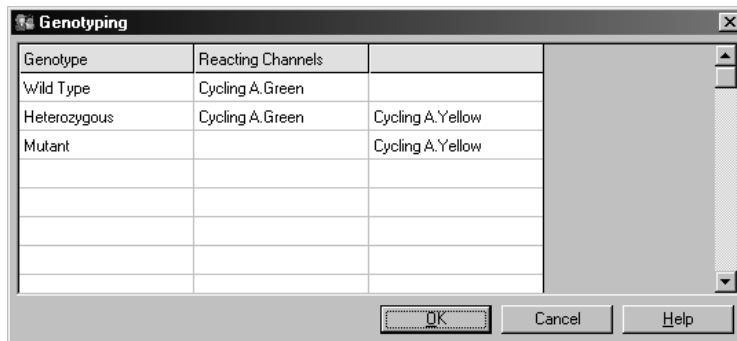 Genotyping
Genotype Reacting Channels
Wild Type Cycling A.Green
Heterozygous Cycling A.Green Cycling A.Yellow
Mutant Cycling A.Yellow
OK Cancel Help